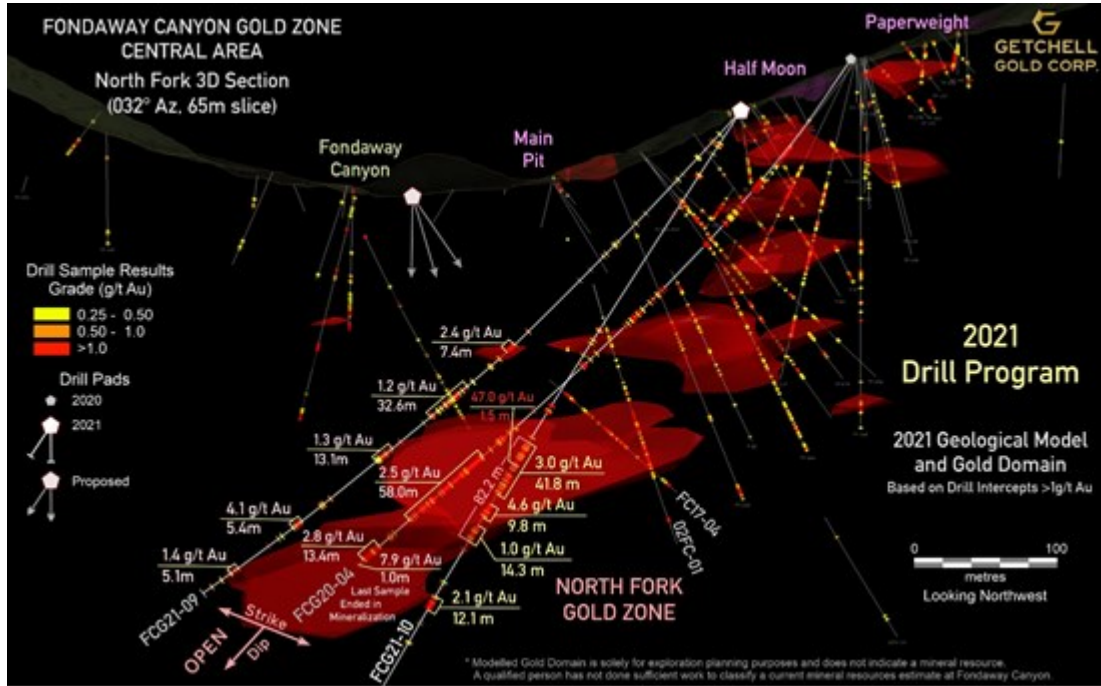 FONDAWAY CANYON GOLD ZONE
CENTRAL AREA
North Fork 3D Section
(032° Az, 65m slice)
Paperweight
GETCHELL
GOLD CORP.
Half Moon
Main
Pit
Fondaway
Canyon
Drill Sample Results
Grade (g/t Au)
0.25 - 0.50
0.50 - 1.0
>1.0
Drill Pads
2020
2021
Proposed
2021
Drill Program
2021 Geological Model
and Gold Domain
Based on Drill Intercepts >1g/t Au
0 100
metres
Looking Northwest
2.4 g/t Au
7.4m
1.2 g/t Au
32.6m
47.0 g/t Au
1.5 m
1.3 g/t Au
13.1m
2.5 g/t Au
58.0m
82.2 m
3.0 g/t Au
41.8 m
4.6 g/t Au
9.8 m
1.0 g/t Au
14.3 m
4.1 g/t Au
5.4m
2.8 g/t Au
13.4m
7.9 g/t Au
1.0m
Last Sample
Ended in
Mineralization
1.4 g/t Au
5.1m
2.1 g/t Au
12.1 m
FC17-04
02FC-01
FCG20-04
FCG21-09
FCG21-10
NORTH FORK
GOLD ZONE
OPEN
Strike
Dip
* Modelled Gold Domain is solely for exploration planning purposes and does not indicate a mineral resource.
A qualified person has not done sufficient work to classify a current mineral resources estimate at Fondaway Canyon.